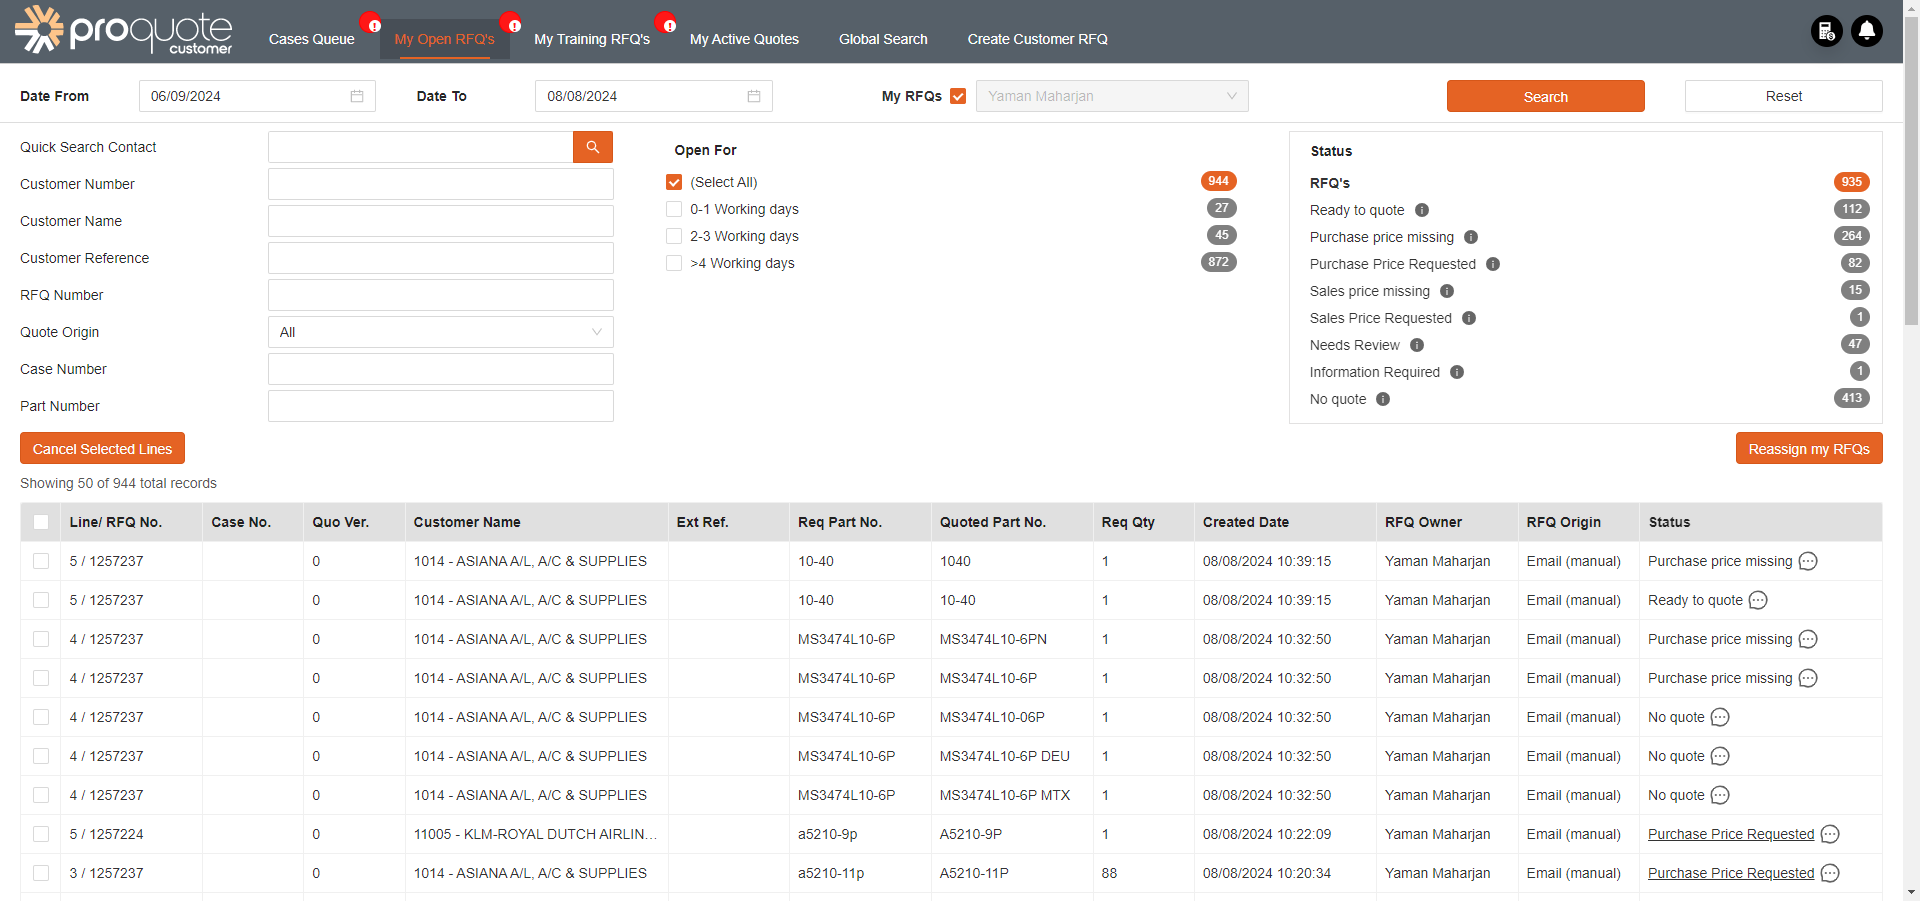 proquote
customer
Cases Queue
My Open RFQ's
My Training RFQ's
My Active Quotes
Global Search
Create Customer RFQ
Date From 06/09/2024 Date To 08/08/2024 My RFQs Yaman Maharjan Search Reset
Quick Search Contact
Customer Number
Customer Name
Customer Reference
RFQ Number
Quote Origin All
Case Number
Part Number
Open For
(Select All) 944
0-1 Working days 27
2-3 Working days 45
>4 Working days 872
Status
RFQ's 935
Ready to quote 112
Purchase price missing 264
Purchase Price Requested 82
Sales price missing 15
Sales Price Requested 1
Needs Review 47
Information Required 1
No quote 413
Cancel Selected Lines Reassign my RFQs
Showing 50 of 944 total records
Line/ RFQ No. Case No. Quo Ver. Customer Name Ext Ref. Req Part No. Quoted Part No. Req Qty Created Date RFQ Owner RFQ Origin Status
5 / 1257237 0 1014 - ASIANA A/L, A/C & SUPPLIES 10-40 1040 1 08/08/2024 10:39:15 Yaman Maharjan Email (manual) Purchase price missing
5 / 1257237 0 1014 - ASIANA A/L, A/C & SUPPLIES 10-40 10-40 1 08/08/2024 10:39:15 Yaman Maharjan Email (manual) Ready to quote
4 / 1257237 0 1014 - ASIANA A/L, A/C & SUPPLIES MS3474L10-6P MS3474L10-6PN 1 08/08/2024 10:32:50 Yaman Maharjan Email (manual) Purchase price missing
4 / 1257237 0 1014 - ASIANA A/L, A/C & SUPPLIES MS3474L10-6P MS3474L10-6P 1 08/08/2024 10:32:50 Yaman Maharjan Email (manual) Purchase price missing
4 / 1257237 0 1014 - ASIANA A/L, A/C & SUPPLIES MS3474L10-6P MS3474L10-06P 1 08/08/2024 10:32:50 Yaman Maharjan Email (manual) No quote
4 / 1257237 0 1014 - ASIANA A/L, A/C & SUPPLIES MS3474L10-6P MS3474L10-6P DEU 1 08/08/2024 10:32:50 Yaman Maharjan Email (manual) No quote
4 / 1257237 0 1014 - ASIANA A/L, A/C & SUPPLIES MS3474L10-6P MS3474L10-6P MTX 1 08/08/2024 10:32:50 Yaman Maharjan Email (manual) No quote
5 / 1257224 0 11005 - KLM-ROYAL DUTCH AIRLIN... a5210-9p A5210-9P 1 08/08/2024 10:22:09 Yaman Maharjan Email (manual) Purchase Price Requested
3 / 1257237 0 1014 - ASIANA A/L, A/C & SUPPLIES a5210-11p A5210-11P 88 08/08/2024 10:20:34 Yaman Maharjan Email (manual) Purchase Price Requested